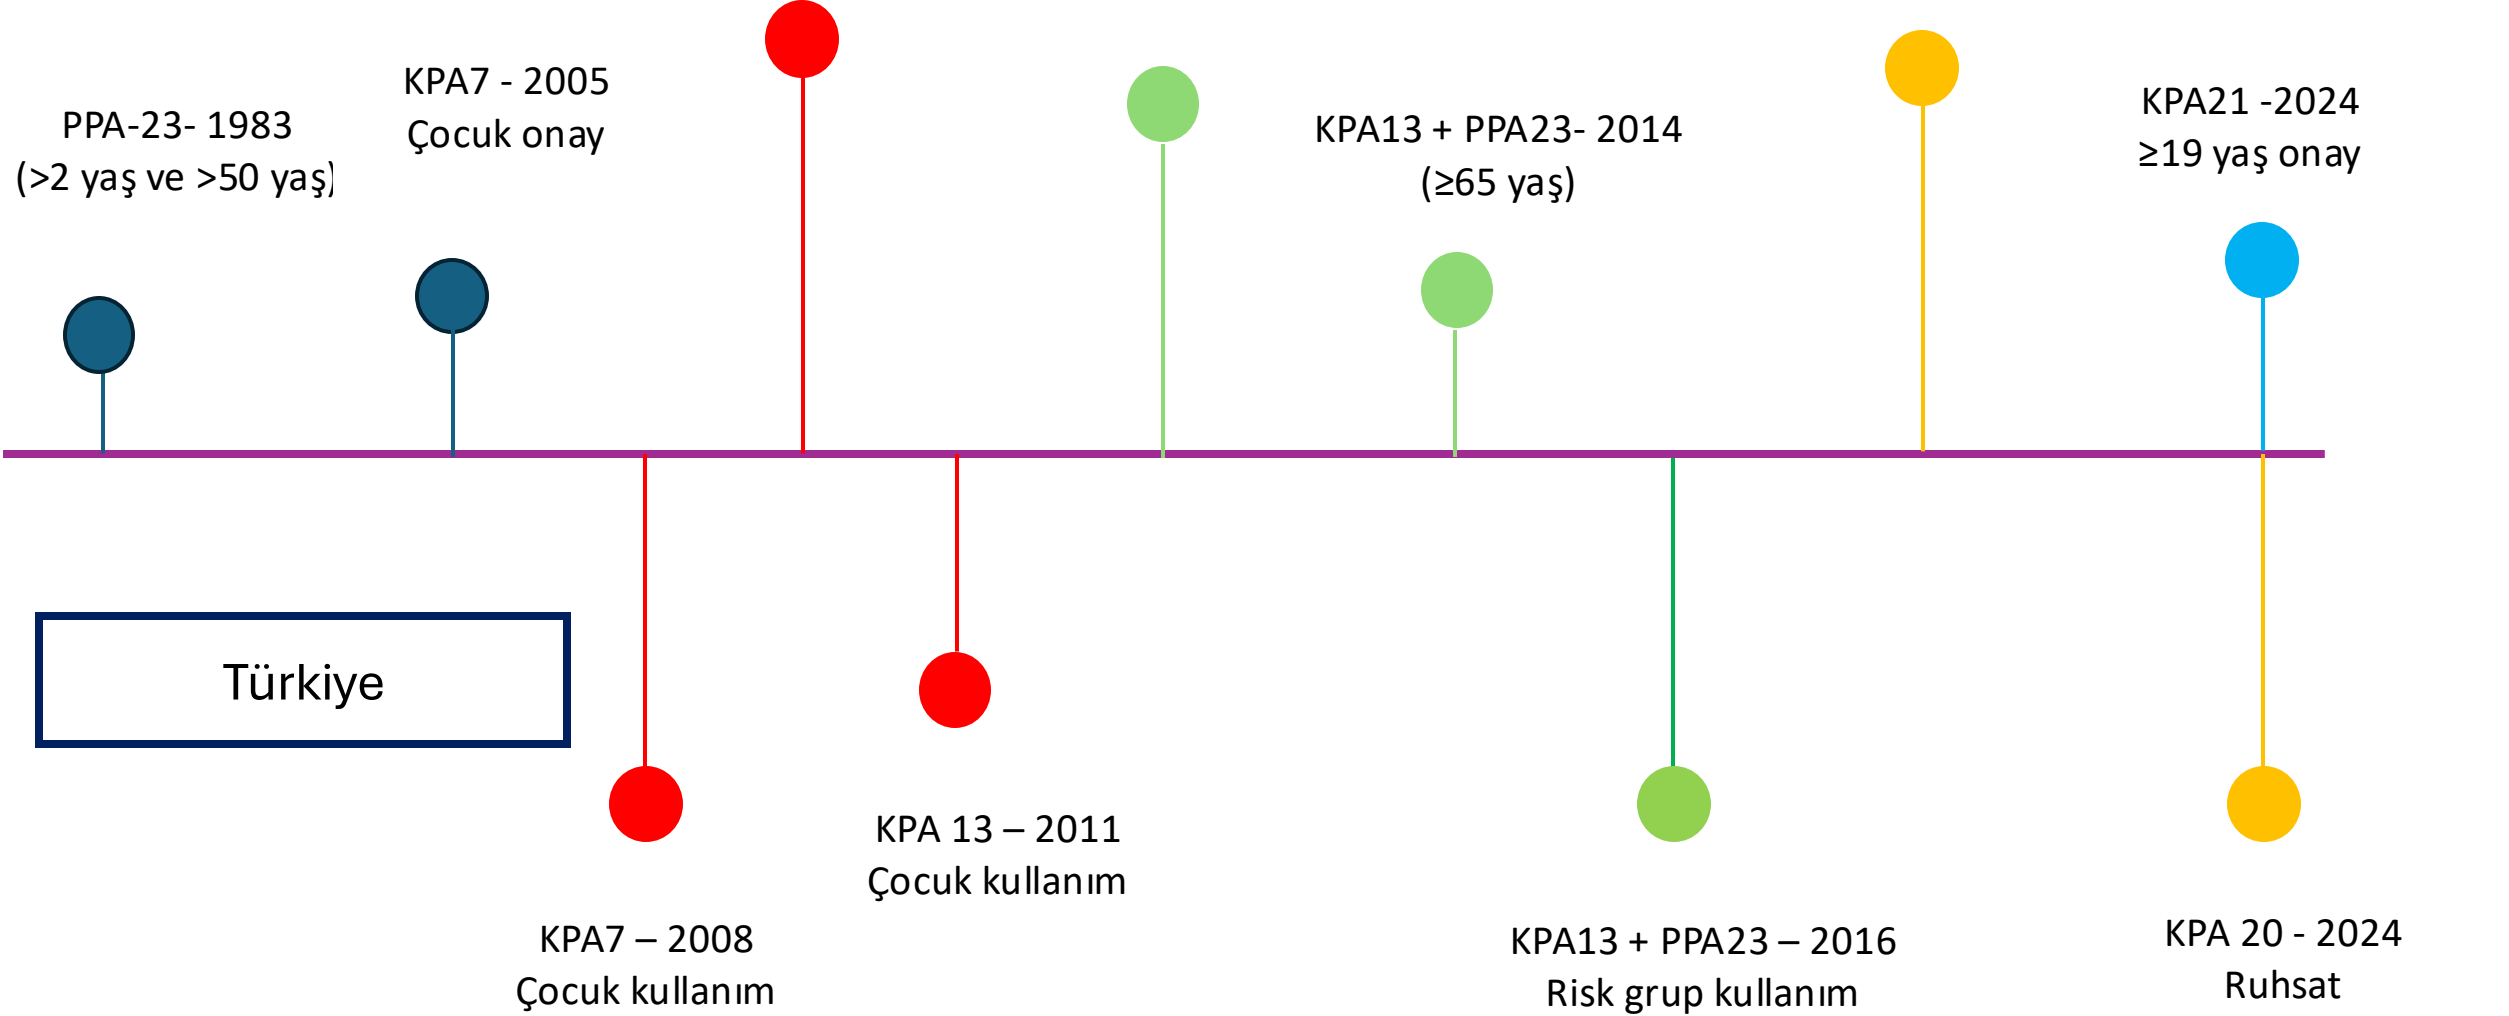 PPA-23- 1983
(>2 yaş ve >50 yaş)
KPA7 - 2005
Çocuk onay
KPA13 + PPA23- 2014
(≥65 yaş)
KPA21 -2024
≥19 yaş onay
Türkiye
KPA7 – 2008
Çocuk kullanım
KPA 13 – 2011
Çocuk kullanım
KPA13 + PPA23 – 2016
Risk grup kullanım
KPA 20 - 2024
Ruhsat